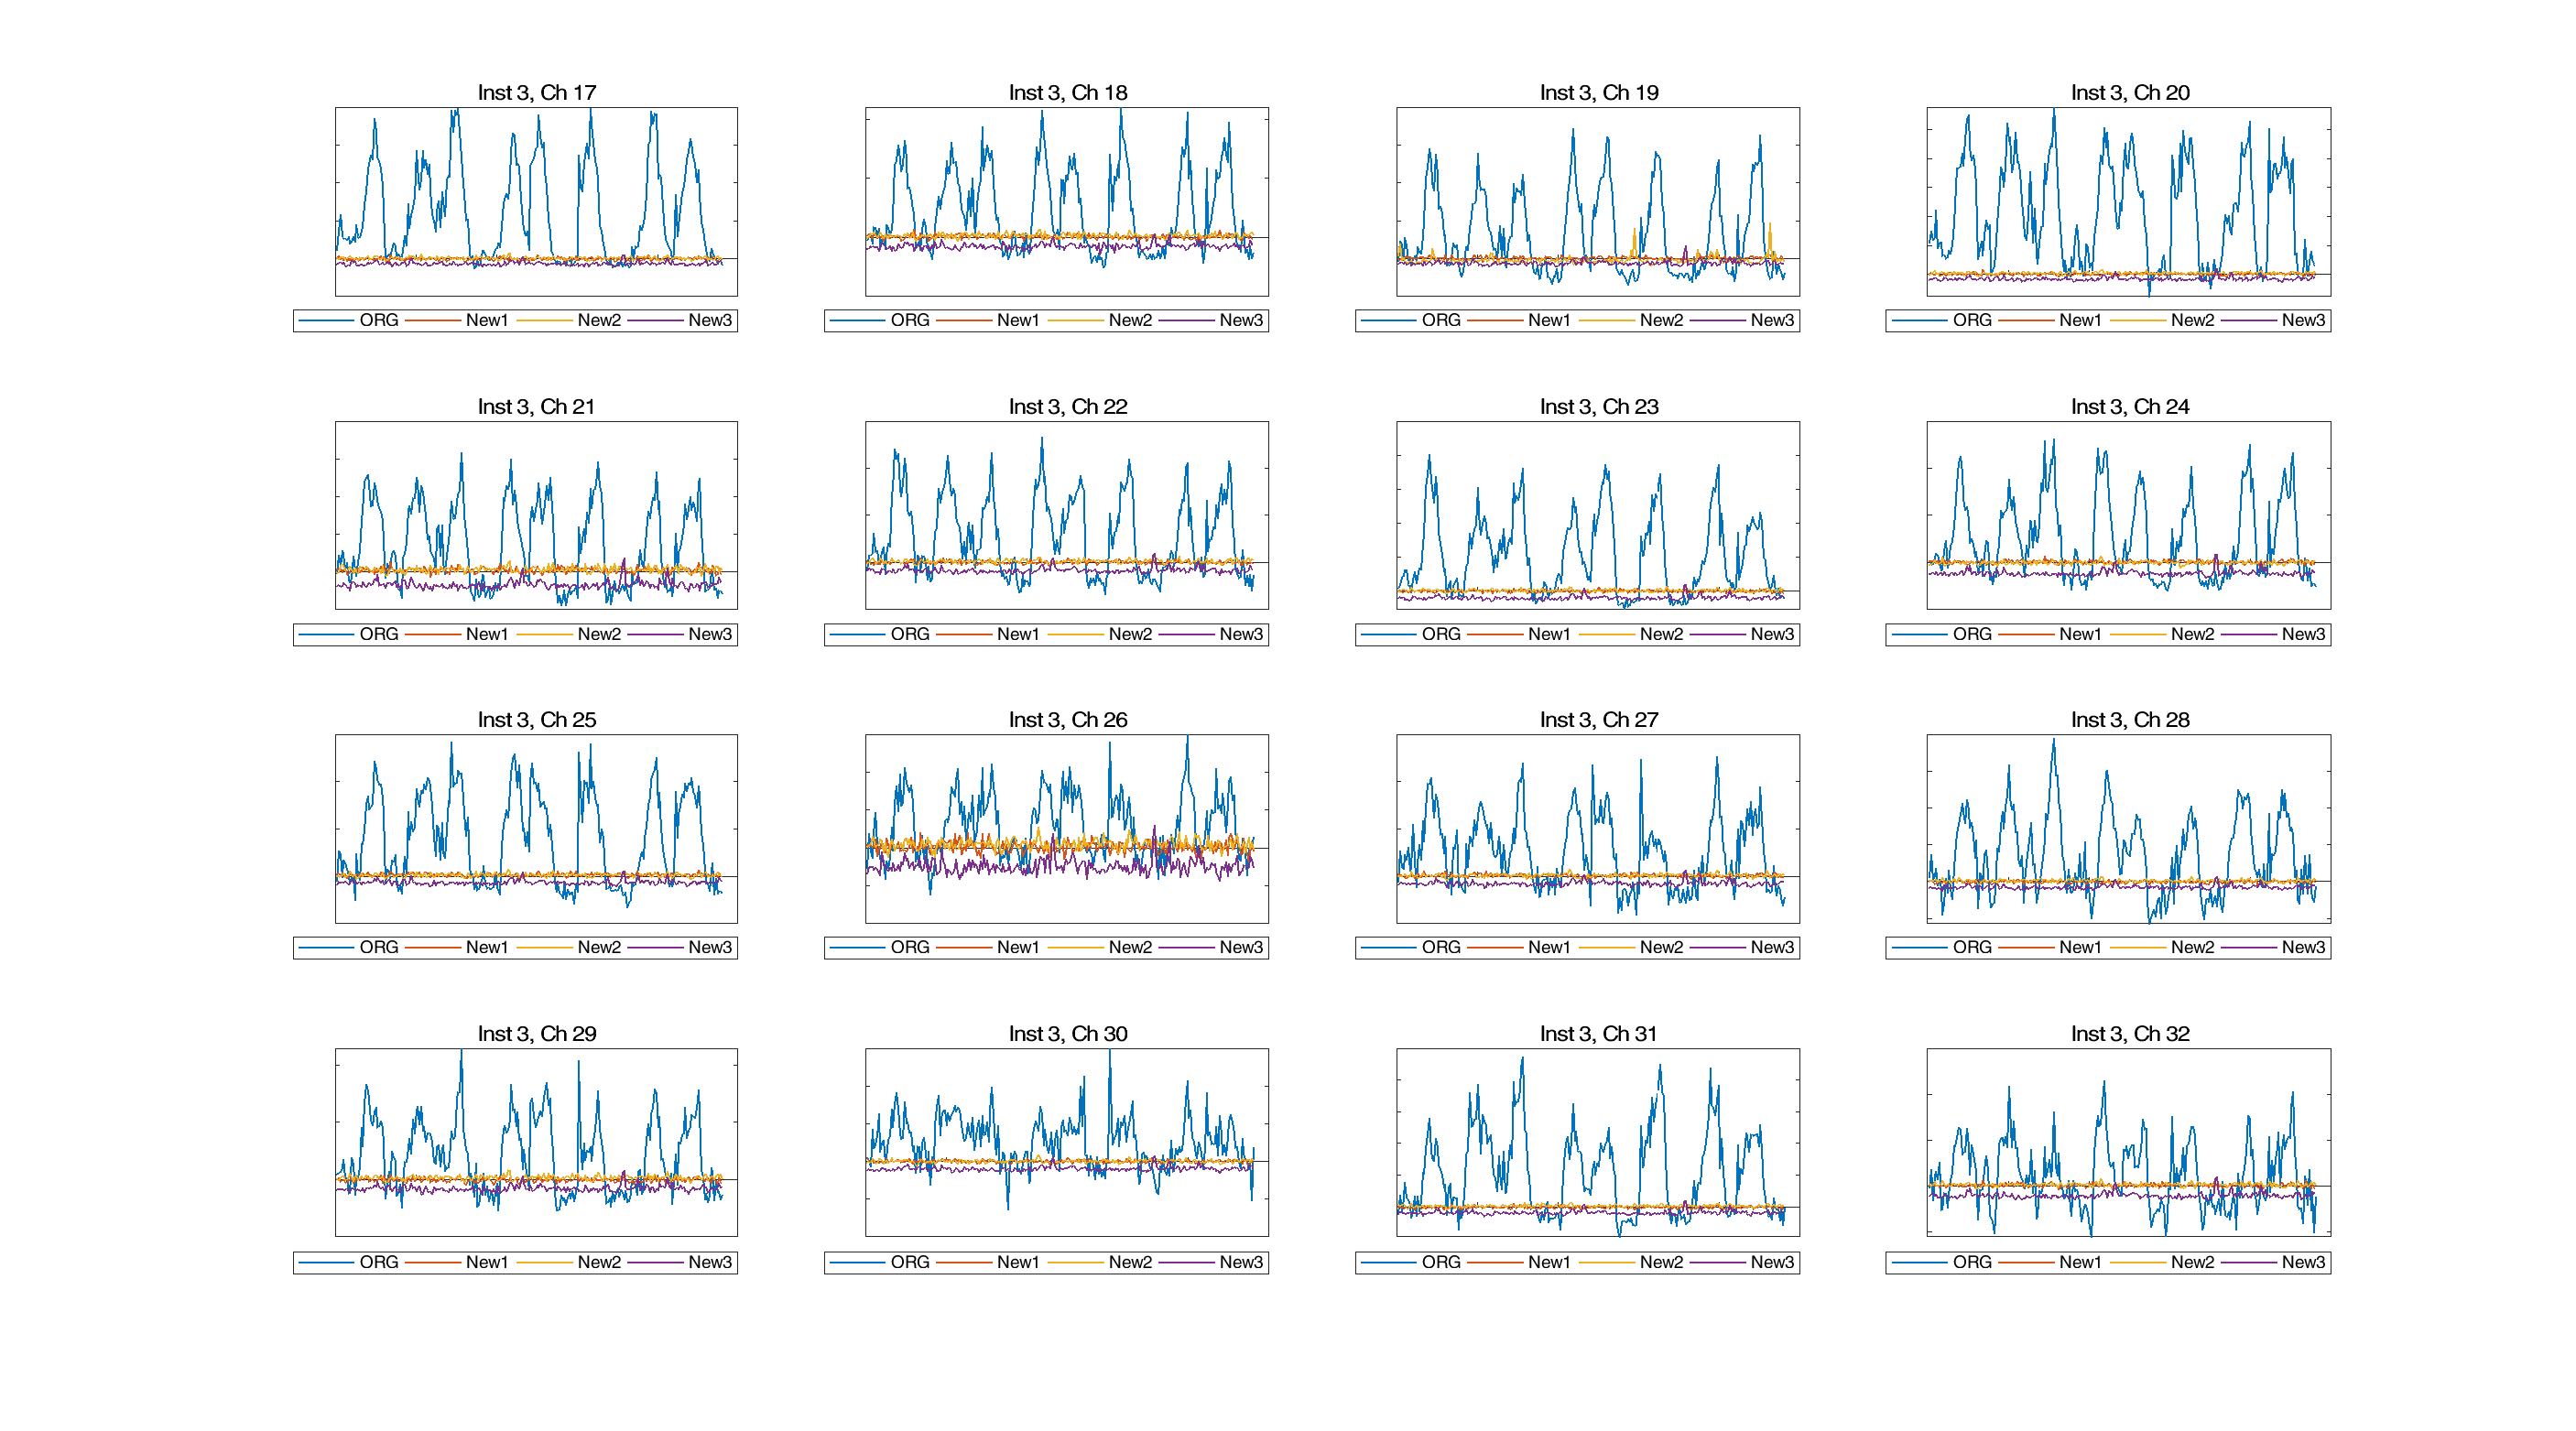 Inst 3, Ch 17
Inst 3, Ch 18
Inst 3, Ch 19
Inst 3, Ch 20
ORG New1 New2 New3
ORG New1 New2 New3
ORG New1 New2 New3
ORG New1 New2 New3
Inst 3, Ch 21
Inst 3, Ch 22
Inst 3, Ch 23
Inst 3, Ch 24
ORG New1 New2 New3
ORG New1 New2 New3
ORG New1 New2 New3
ORG New1 New2 New3
Inst 3, Ch 25
Inst 3, Ch 26
Inst 3, Ch 27
Inst 3, Ch 28
ORG New1 New2 New3
ORG New1 New2 New3
ORG New1 New2 New3
ORG New1 New2 New3
Inst 3, Ch 29
Inst 3, Ch 30
Inst 3, Ch 31
Inst 3, Ch 32
ORG New1 New2 New3
ORG New1 New2 New3
ORG New1 New2 New3
ORG New1 New2 New3